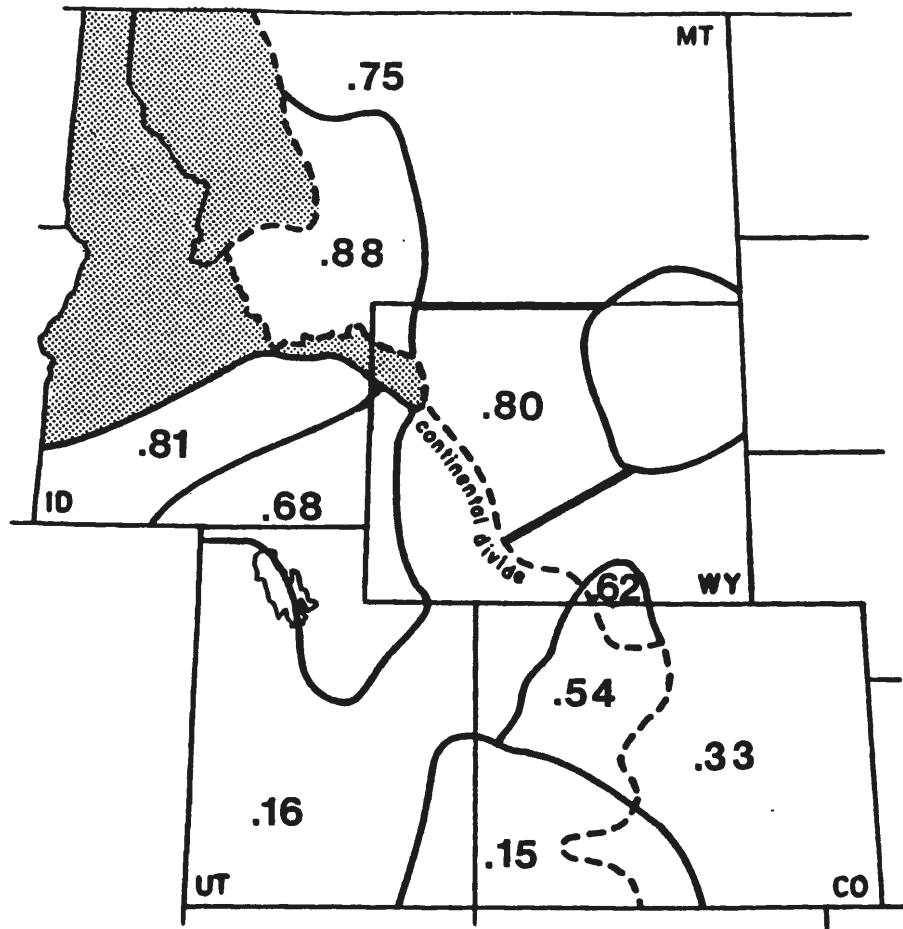 MT
.75
.88
.80
.81
continental divide
ID
.68
WY
.62
.54
.33
.16
.15
UT
CO